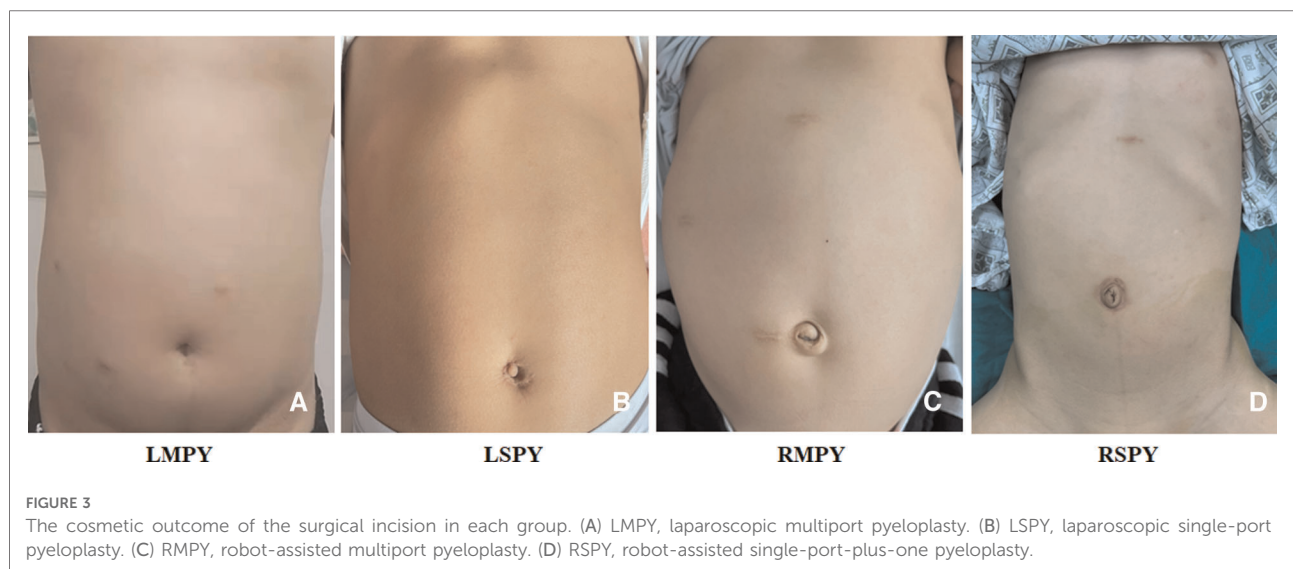 A
B
C
D
LMPY
LSPY
RMPY
RSPY
FIGURE 3
The cosmetic outcome of the surgical incision in each group. (A) LMPY, laparoscopic multiport pyeloplasty. (B) LSPY, laparoscopic single-port
pyeloplasty. (C) RMPY, robot-assisted multiport pyeloplasty. (D) RSPY, robot-assisted single-port-plus-one pyeloplasty.